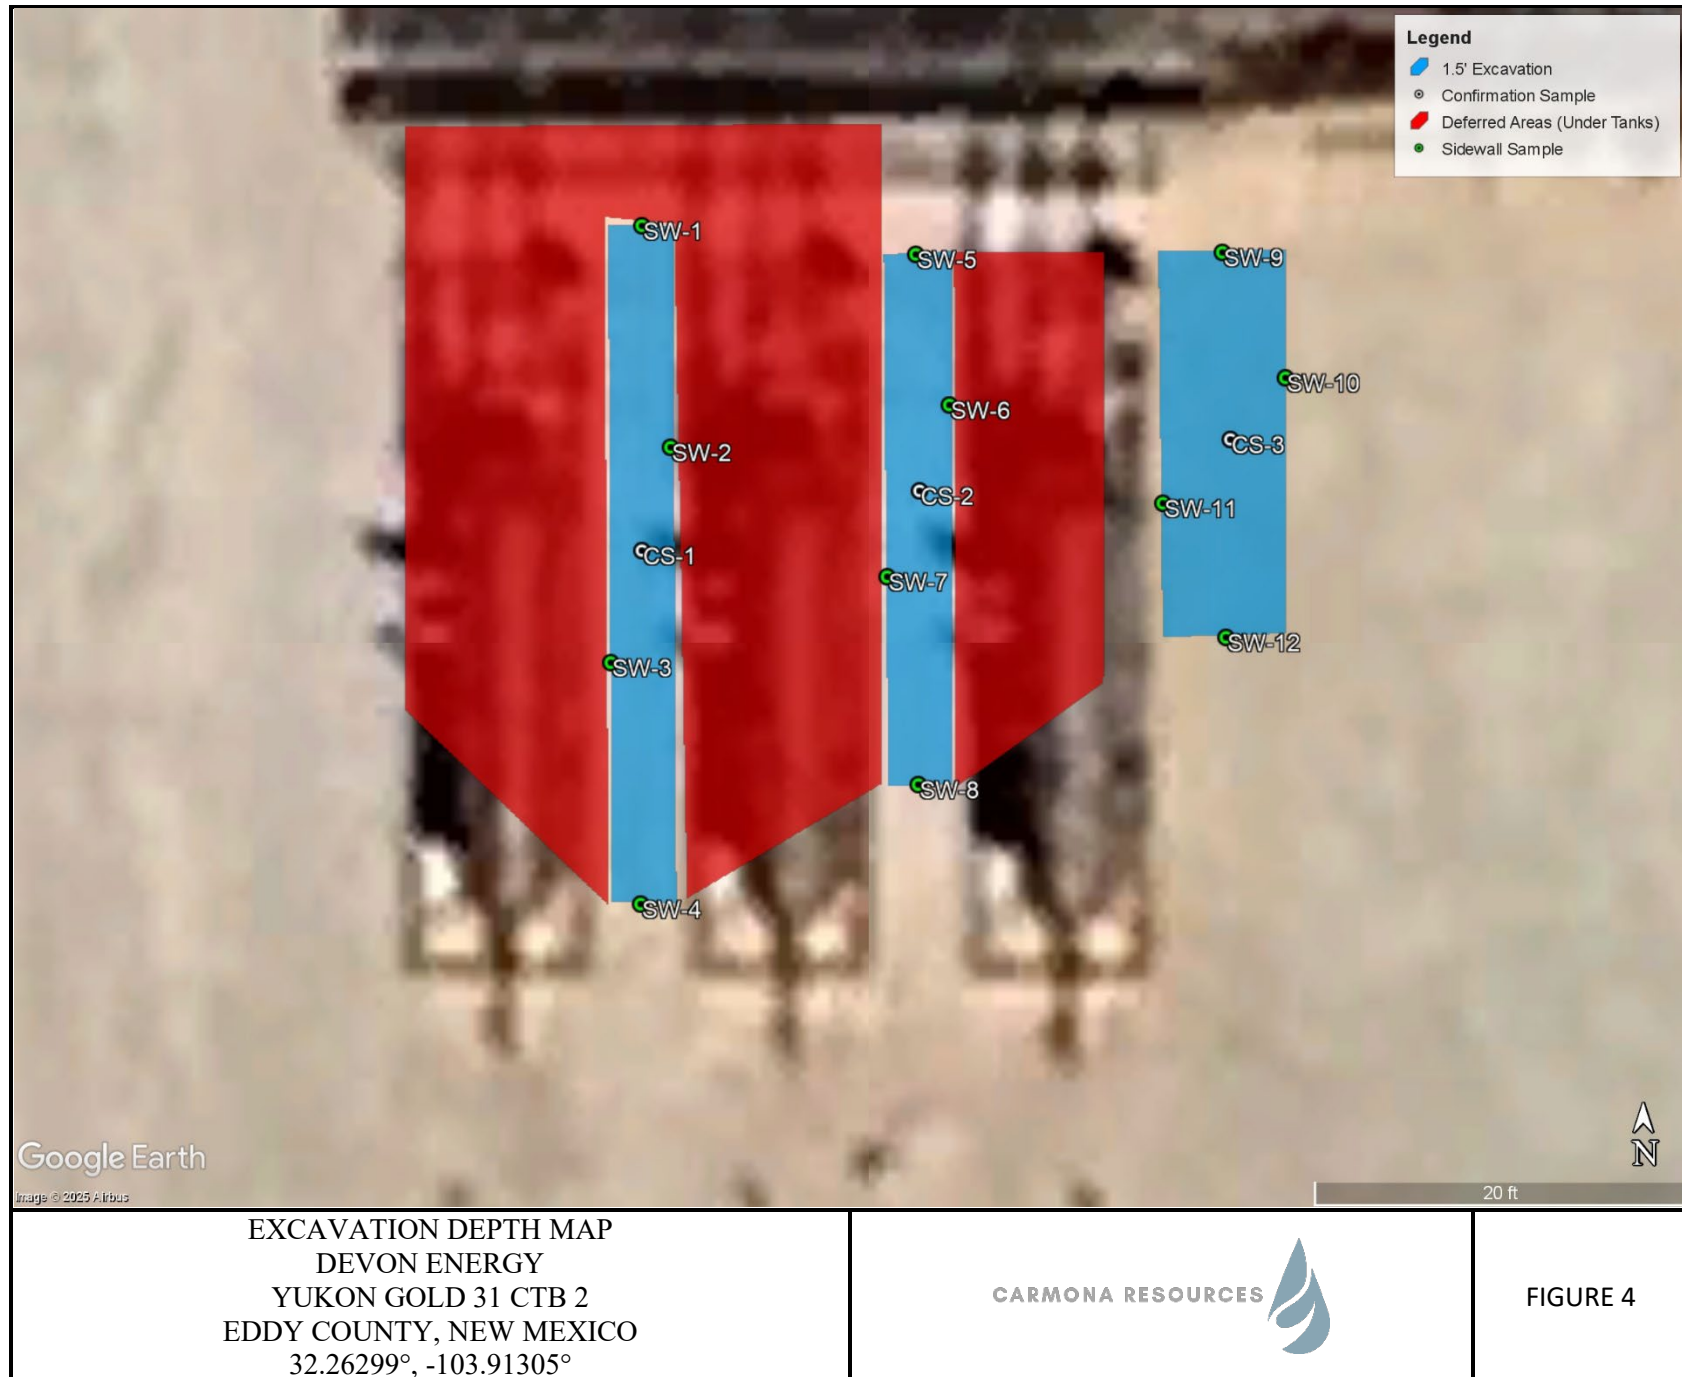 Legend
1.5' Excavation
Confirmation Sample
Deferred Areas (Under Tanks)
Sidewall Sample
SW-1
SW-5
SW-9
SW-10
SW-6
CS-3
SW-2
CS-2
SW-11
CS-1
SW-7
SW-12
SW-3
SW-8
SW-4
N
Google Earth
Image © 2025 Airbus
20 ft
EXCAVATION DEPTH MAP
DEVON ENERGY
YUKON GOLD 31 CTB 2
EDDY COUNTY, NEW MEXICO
32.26299°, -103.91305°
CARMONA RESOURCES
FIGURE 4